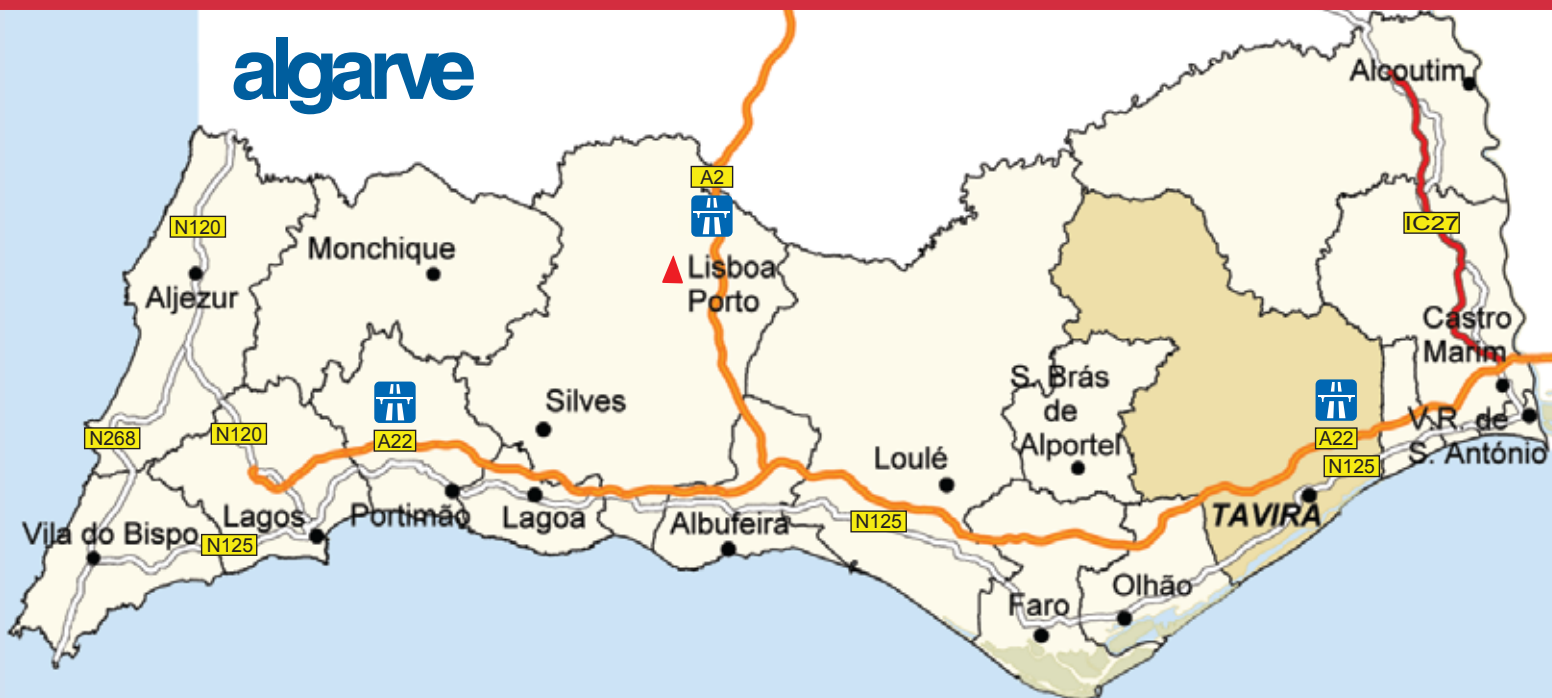 algarve
Alcoutim
A2
N120
IC27
Monchique
Lisboa
Porto
Aljezur
Castro
Marim
S. Brás
de
Alportel
Silves
N268
N120
A22
A22
V.R. de
S. António
Loulé
N125
Lagos
Portimão
Lagoa
Albufeira
N125
TAVIRA
Vila do Bispo
N125
Olhão
Faro